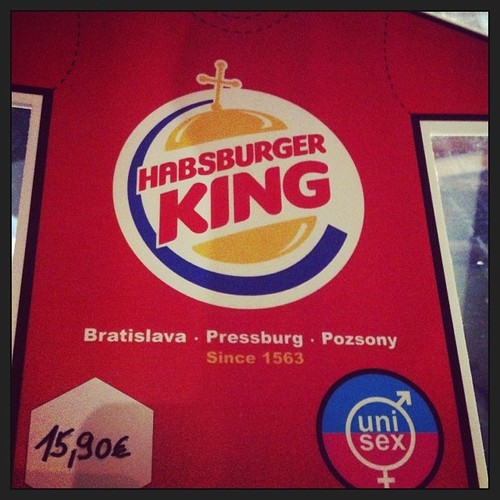 HABSBURGER
KING
Bratislava · Pressburg · Pozsony
Since 1563
15,90€
uni
sex